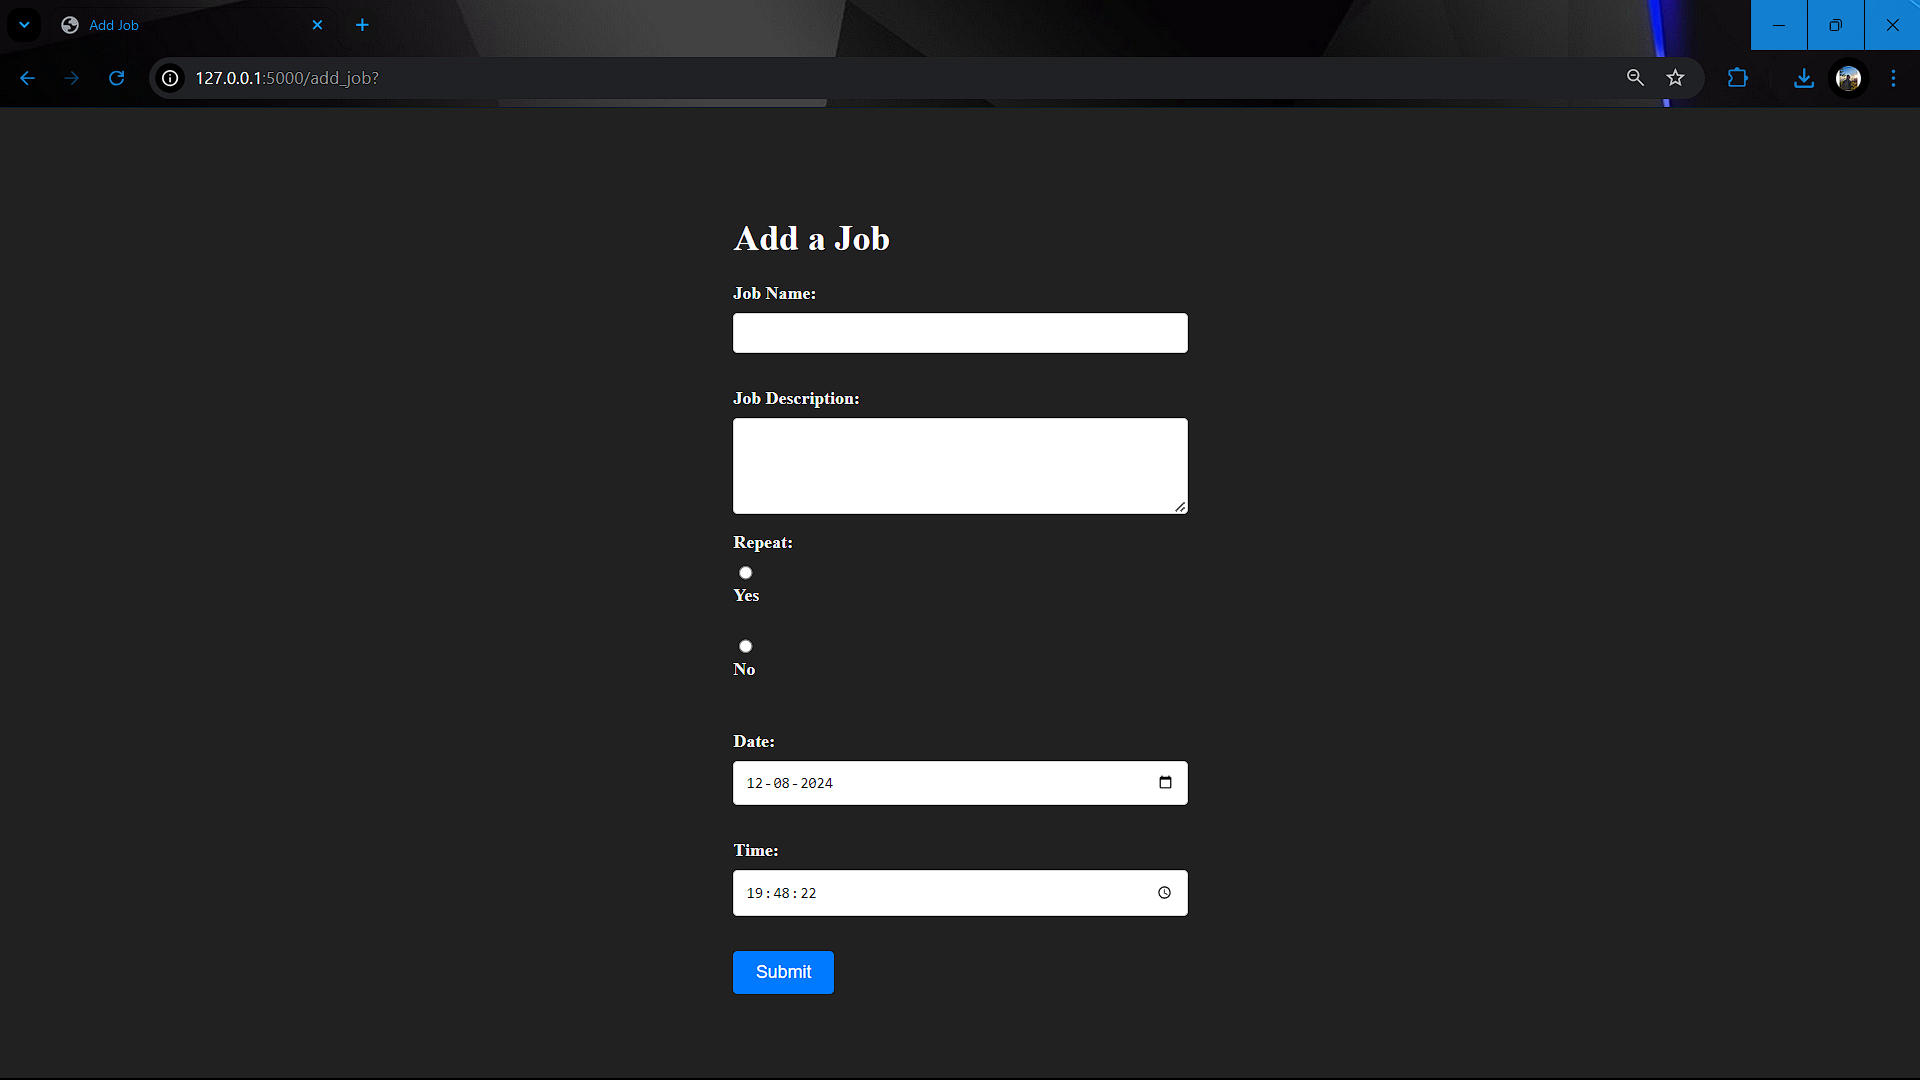 Add Job
127.0.0.1:5000/add_job?
Add a Job
Job Name:
Job Description:
Repeat:
Yes
No
Date:
12-08-2024
Time:
19:48:22
Submit